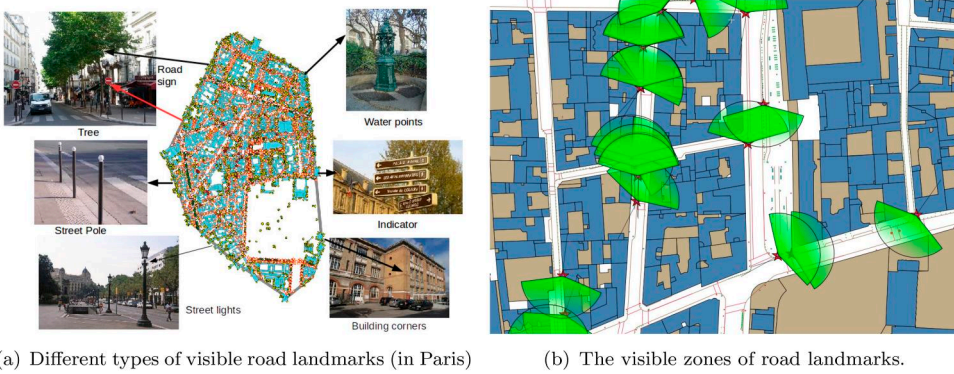 Road
sign
Tree
Water points
Street Pole
Indicator
Street lights
Building corners
a) Different types of visible road landmarks (in Paris)
(b) The visible zones of road landmarks.